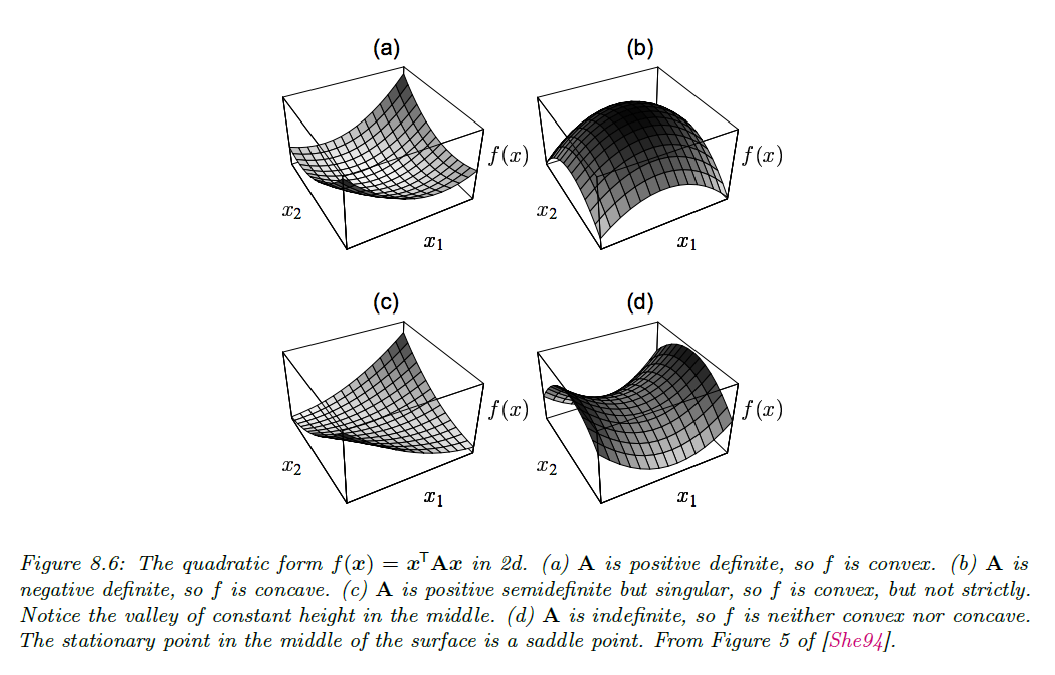 (a) (b)
f(x) f(x)
x₂ x₂
x₁ x₁
(c) (d)
f(x) f(x)
x₂ x₂
x₁ x₁
Figure 8.6: The quadratic form f(x) = xᵀAx in 2d. (a) A is positive definite, so f is convex. (b) A is
negative definite, so f is concave. (c) A is positive semidefinite but singular, so f is convex, but not strictly.
Notice the valley of constant height in the middle. (d) A is indefinite, so f is neither convex nor concave.
The stationary point in the middle of the surface is a saddle point. From Figure 5 of [She94].